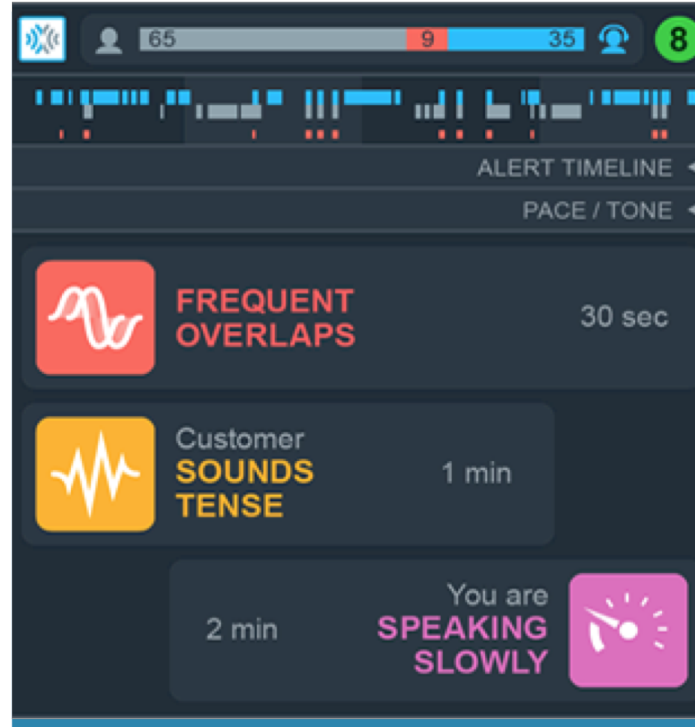 65 9 35 8
ALERT TIMELINE
PACE / TONE
FREQUENT
OVERLAPS
30 sec
Customer
SOUNDS
TENSE
1 min
You are
SPEAKING
SLOWLY
2 min